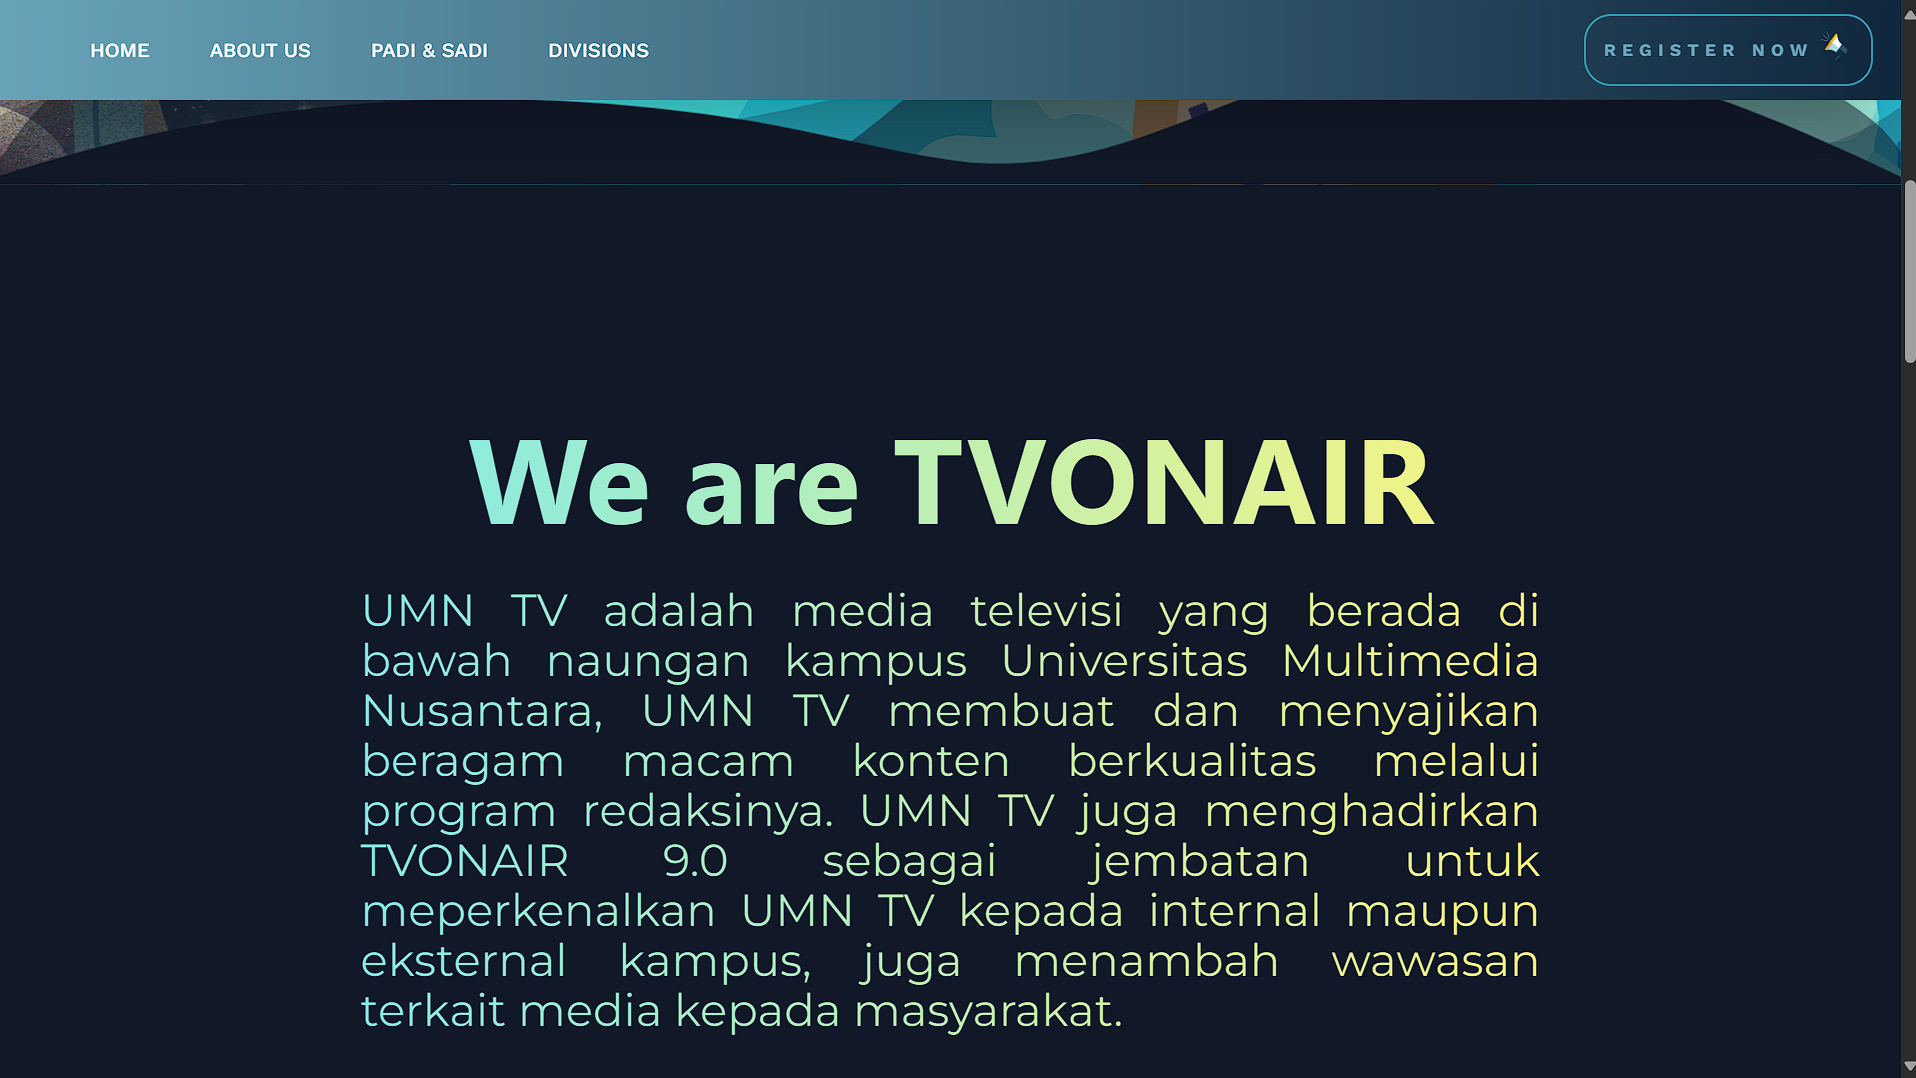 HOME ABOUT US PADI & SADI DIVISIONS REGISTER NOW
We are TVONAIR
UMN TV adalah media televisi yang berada di
bawah naungan kampus Universitas Multimedia
Nusantara, UMN TV membuat dan menyajikan
beragam macam konten berkualitas melalui
program redaksinya. UMN TV juga menghadirkan
TVONAIR 9.0 sebagai jembatan untuk
meperkenalkan UMN TV kepada internal maupun
eksternal kampus, juga menambah wawasan
terkait media kepada masyarakat.